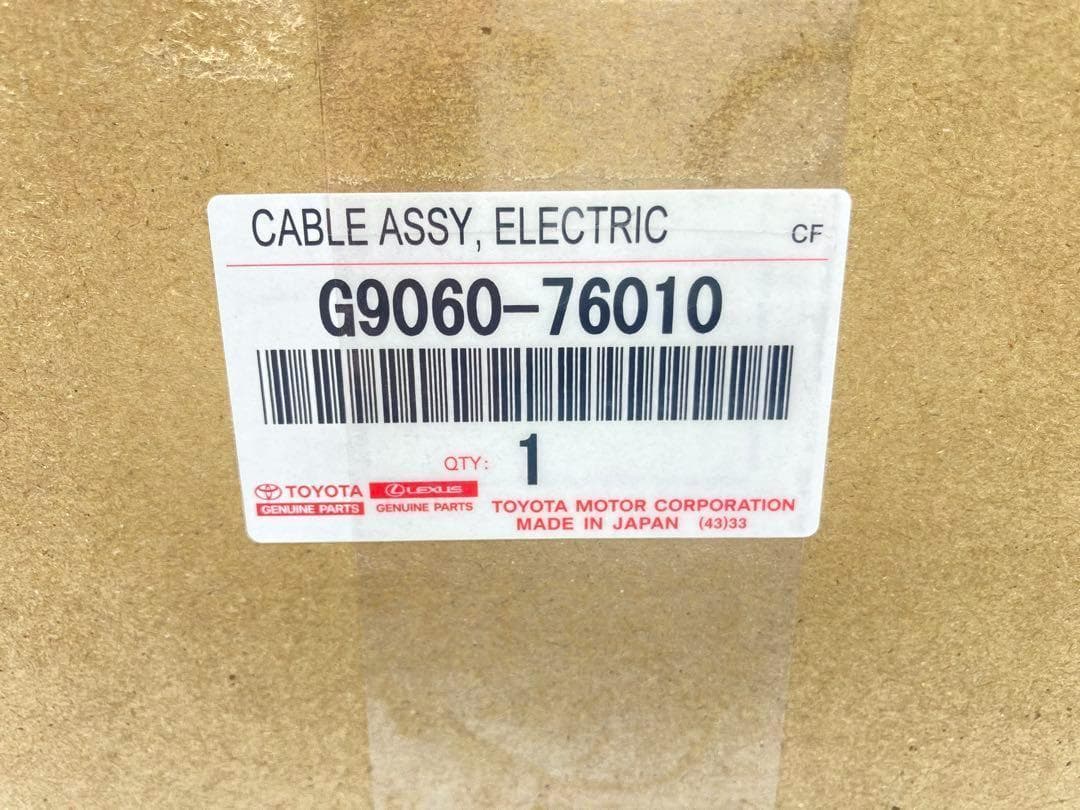 CABLE ASSY, ELECTRIC CF
G9060-76010
QTY: 1
TOYOTA LEXUS
GENUINE PARTS GENUINE PARTS
TOYOTA MOTOR CORPORATION
MADE IN JAPAN (43)33